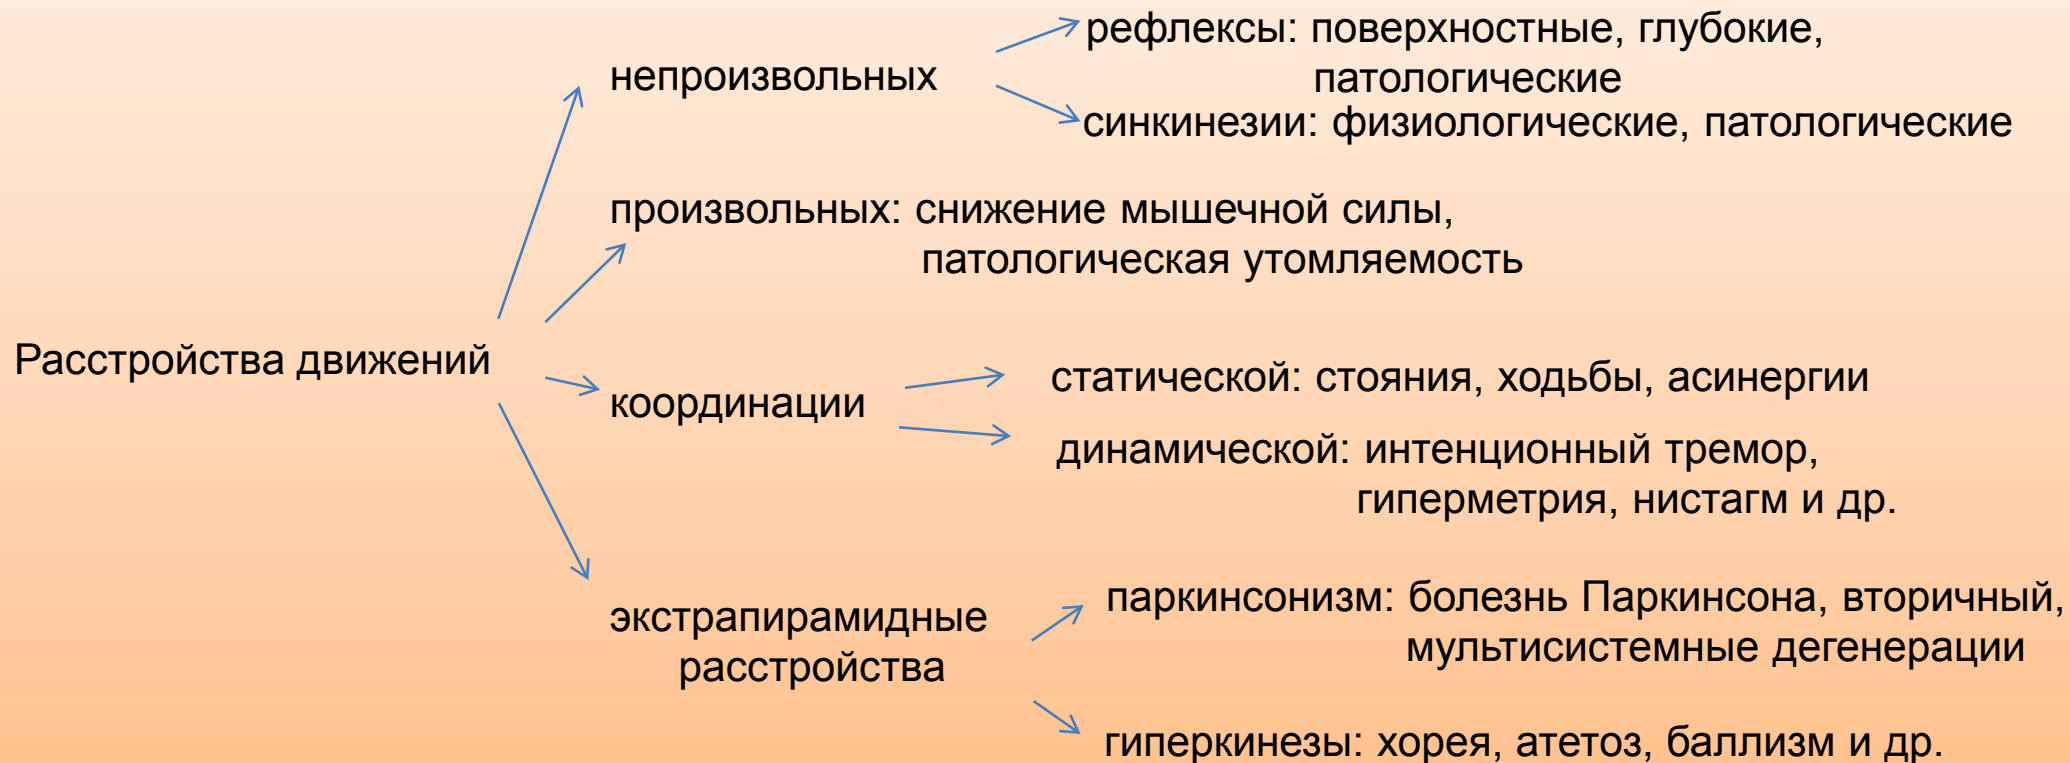 рефлексы: поверхностные, глубокие,
патологические
непроизвольных
синкинезии: физиологические, патологические
произвольных: снижение мышечной силы,
патологическая утомляемость
Расстройства движений
статической: стояния, ходьбы, асинергии
координации
динамической: интенционный тремор,
гиперметрия, нистагм и др.
экстрапирамидные
расстройства
паркинсонизм: болезнь Паркинсона, вторичный,
мультисистемные дегенерации
гиперкинезы: хорея, атетоз, баллизм и др.